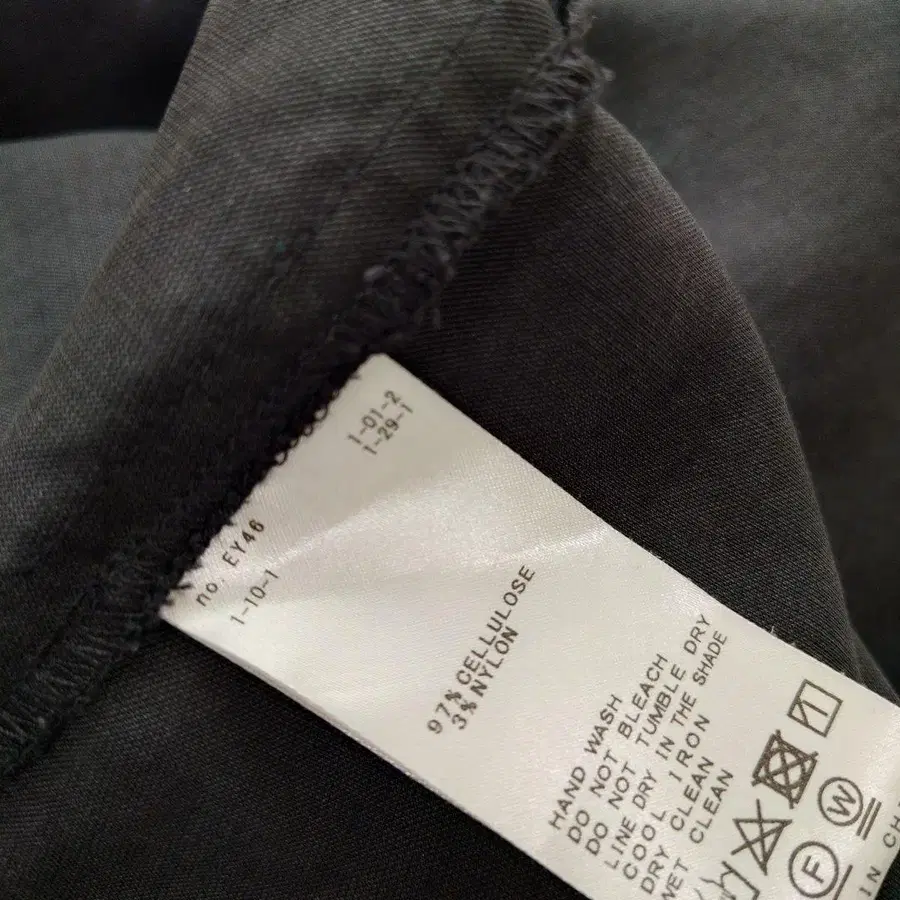 no. EY46
1-10-1
1-01-2
1-29-1
97% CELLULOSE
3% NYLON
HAND WASH
DO NOT BLEACH
DO NOT TUMBLE DRY
LINE DRY IN THE SHADE
COOL IRON
DRY CLEAN
WET CLEAN
W
F
IN